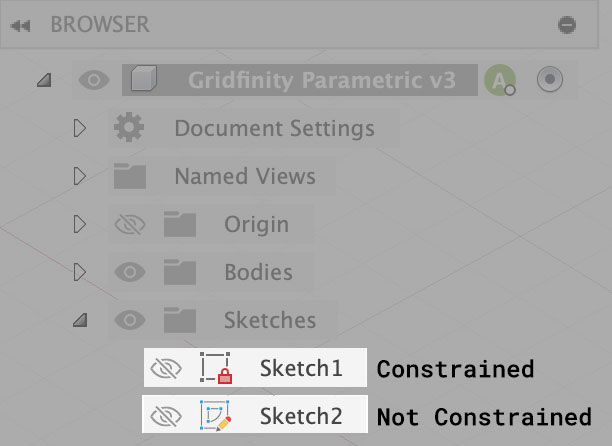 BROWSER
Gridfinity Parametric v3 A
Document Settings
Named Views
Origin
Bodies
Sketches
Sketch1 Constrained
Sketch2 Not Constrained